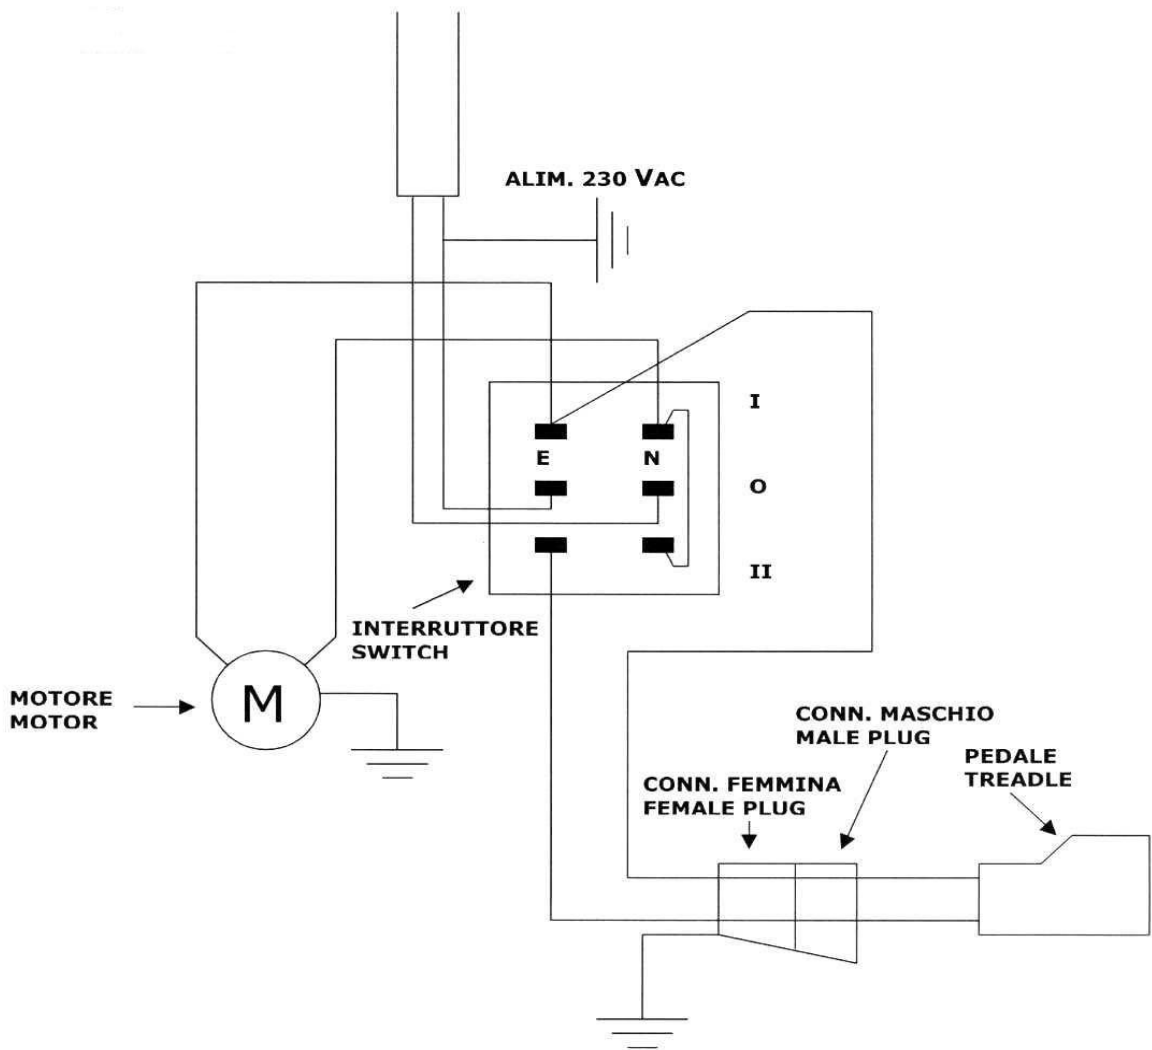 ALIM. 230 VAC
I
E
N
O
II
INTERRUTTORE
SWITCH
MOTORE
MOTOR
M
CONN. MASCHIO
MALE PLUG
PEDALE
TREADLE
CONN. FEMMINA
FEMALE PLUG